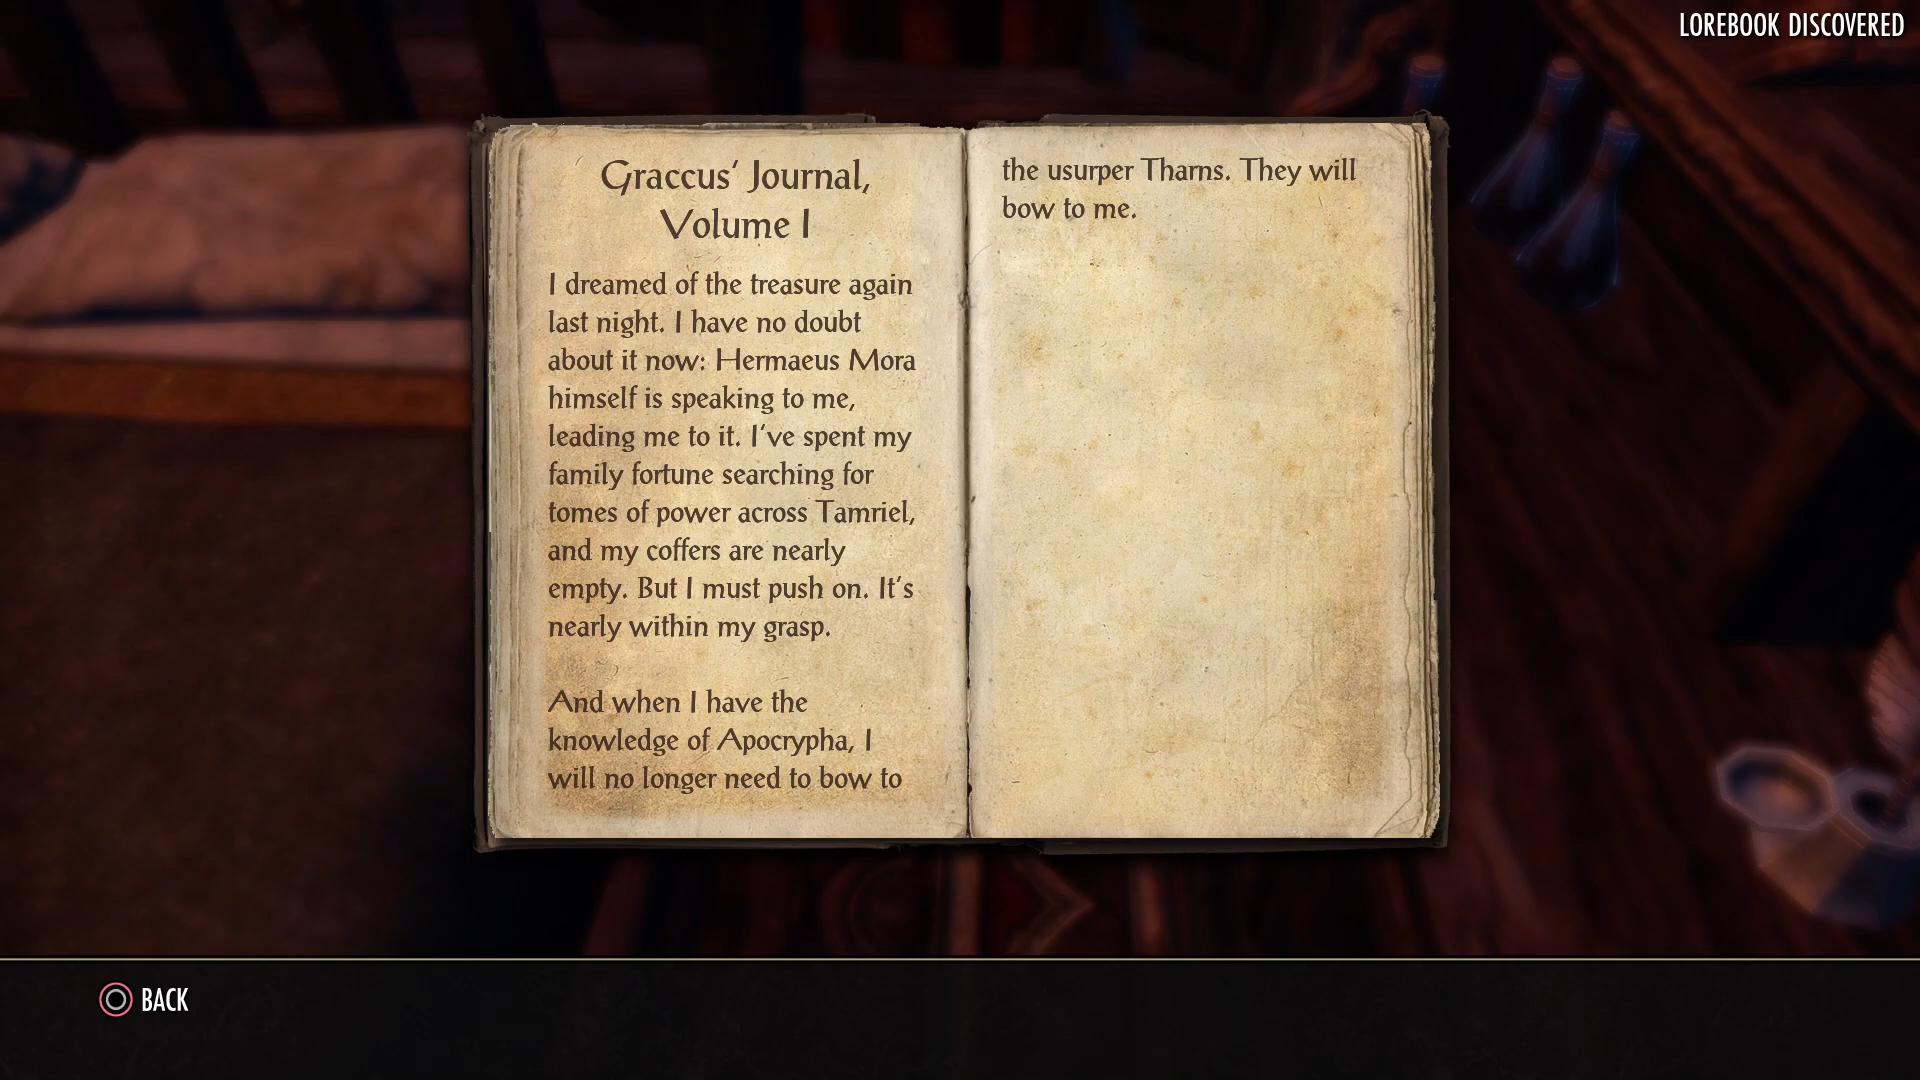 LOREBOOK DISCOVERED
Graccus' Journal,
Volume I
I dreamed of the treasure again
last night. I have no doubt
about it now: Hermaeus Mora
himself is speaking to me,
leading me to it. I've spent my
family fortune searching for
tomes of power across Tamriel,
and my coffers are nearly
empty. But I must push on. It's
nearly within my grasp.
And when I have the
knowledge of Apocrypha, I
will no longer need to bow to
the usurper Tharns. They will
bow to me.
BACK